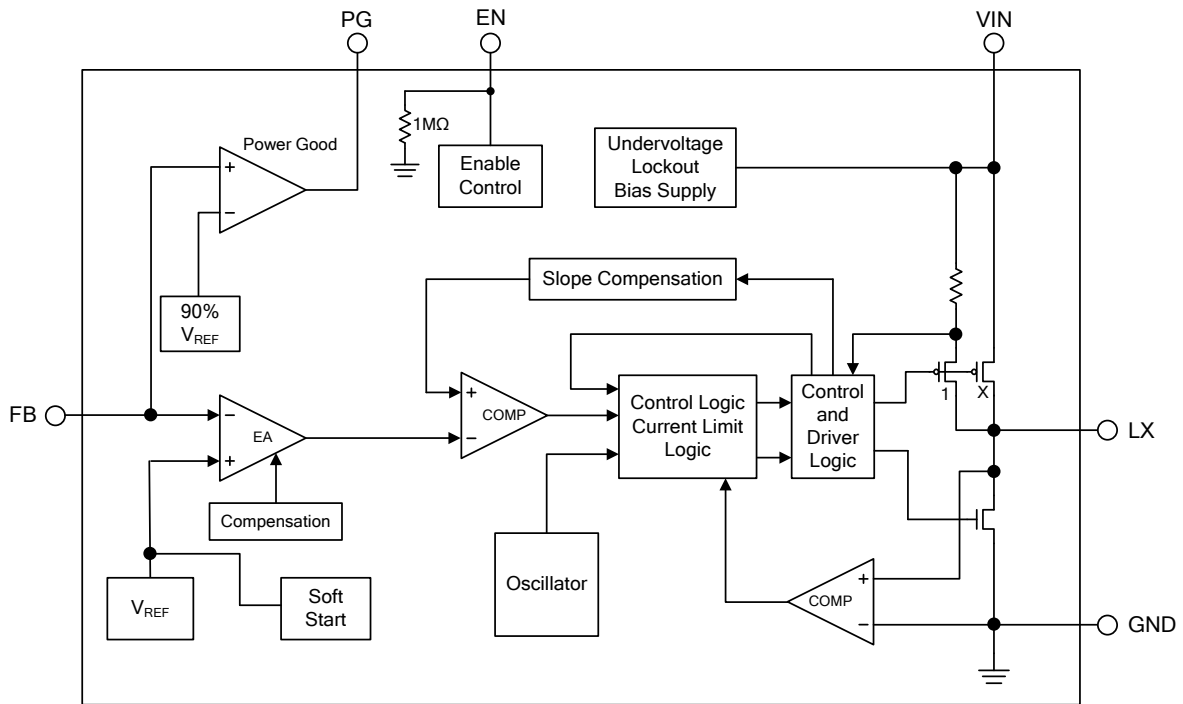 PG
EN
VIN
Power Good
+
−
1MΩ
Enable
Control
Undervoltage
Lockout
Bias Supply
90%
VREF
Slope Compensation
FB
−
EA
+
+
COMP
−
Control Logic
Current Limit
Logic
Control
and
Driver
Logic
1
X
LX
Compensation
VREF
Soft
Start
Oscillator
+
COMP
−
GND